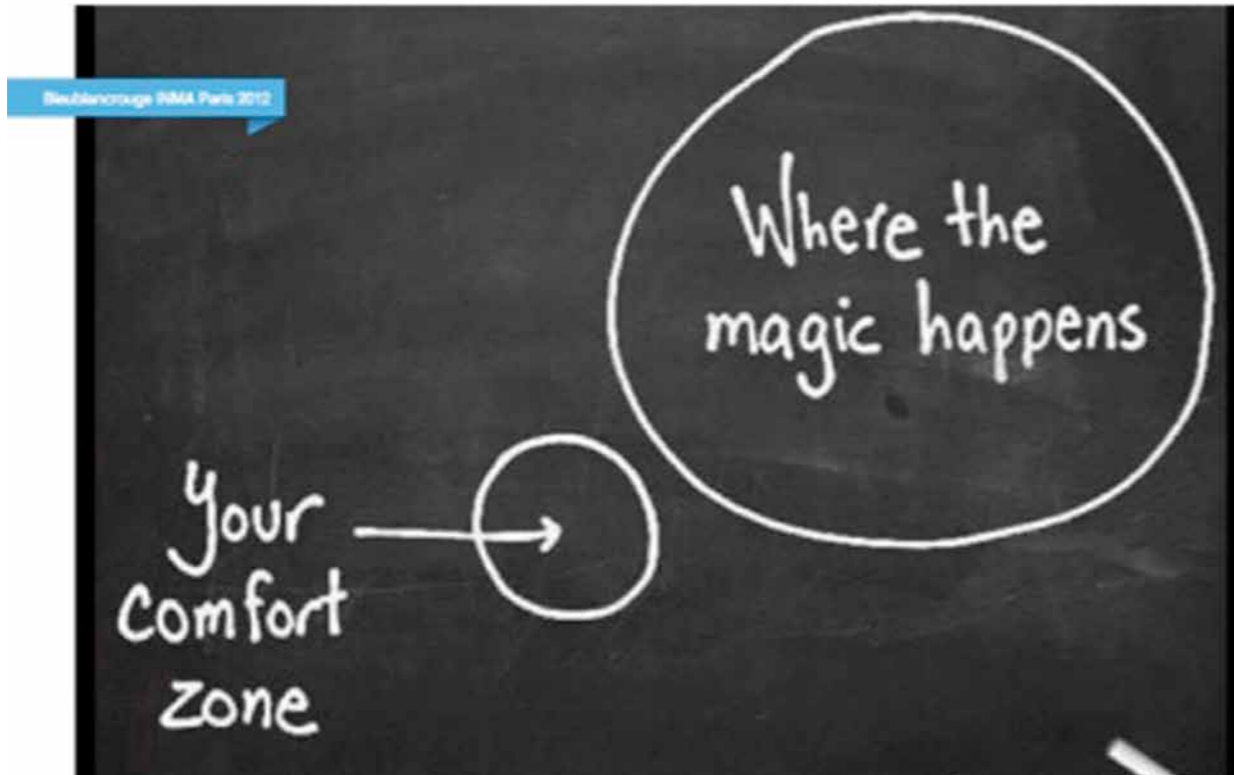 Bleublancrouge INMA Paris 2012
Where the
magic happens
your
comfort
zone